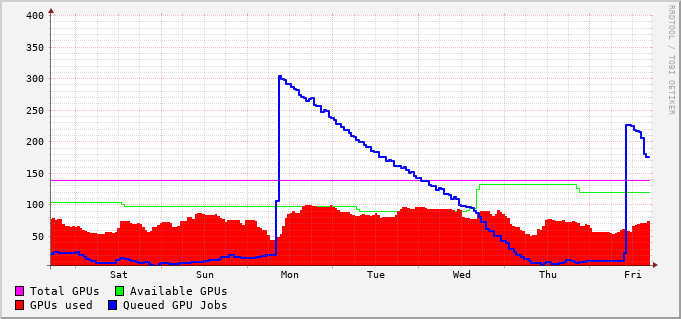 400
350
300
250
200
150
100
50
Sat Sun Mon Tue Wed Thu Fri
Total GPUs Available GPUs
GPUs used Queued GPU Jobs
RRDTOOL / TOBI OETIKER